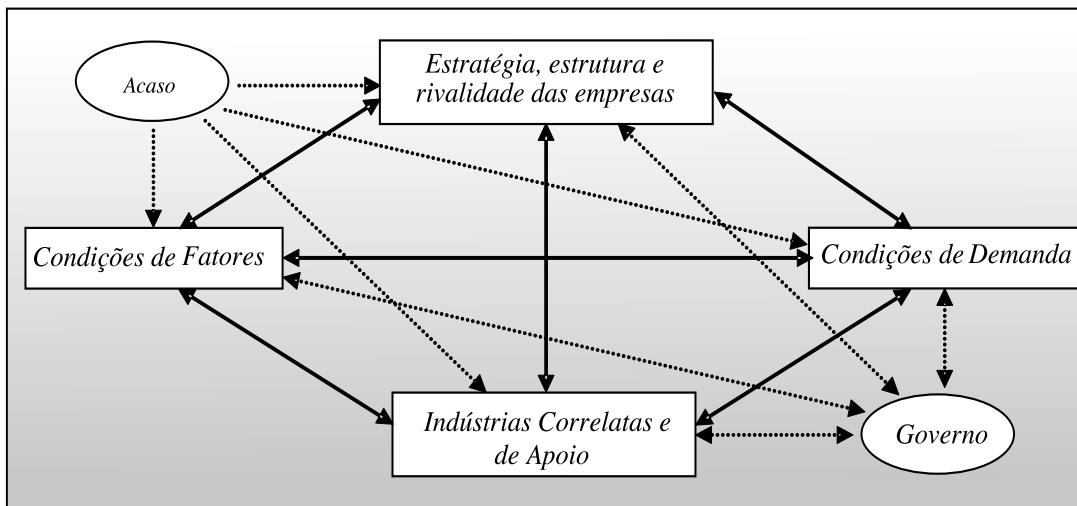 Acaso
Estratégia, estrutura e
rivalidade das empresas
Condições de Fatores
Condições de Demanda
Indústrias Correlatas e
de Apoio
Governo